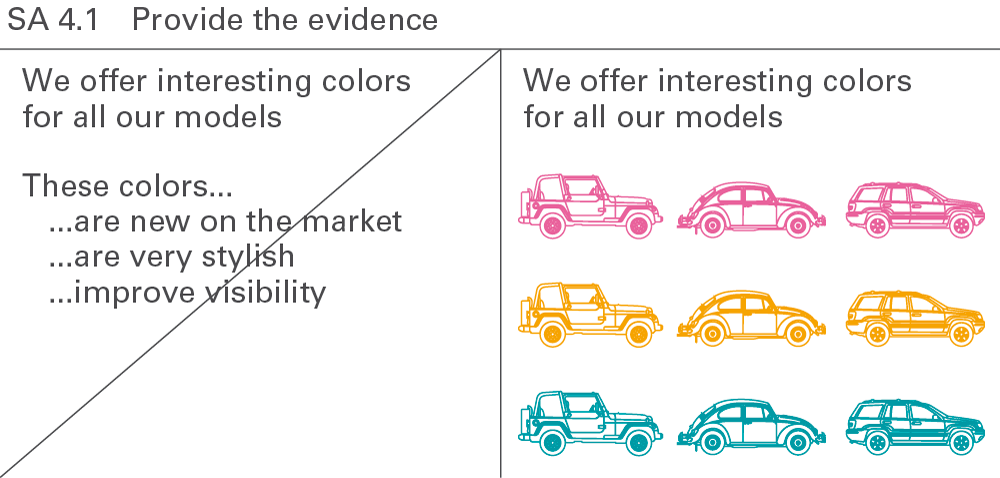 SA 4.1 Provide the evidence
We offer interesting colors
for all our models
These colors...
...are new on the market
...are very stylish
...improve visibility
We offer interesting colors
for all our models